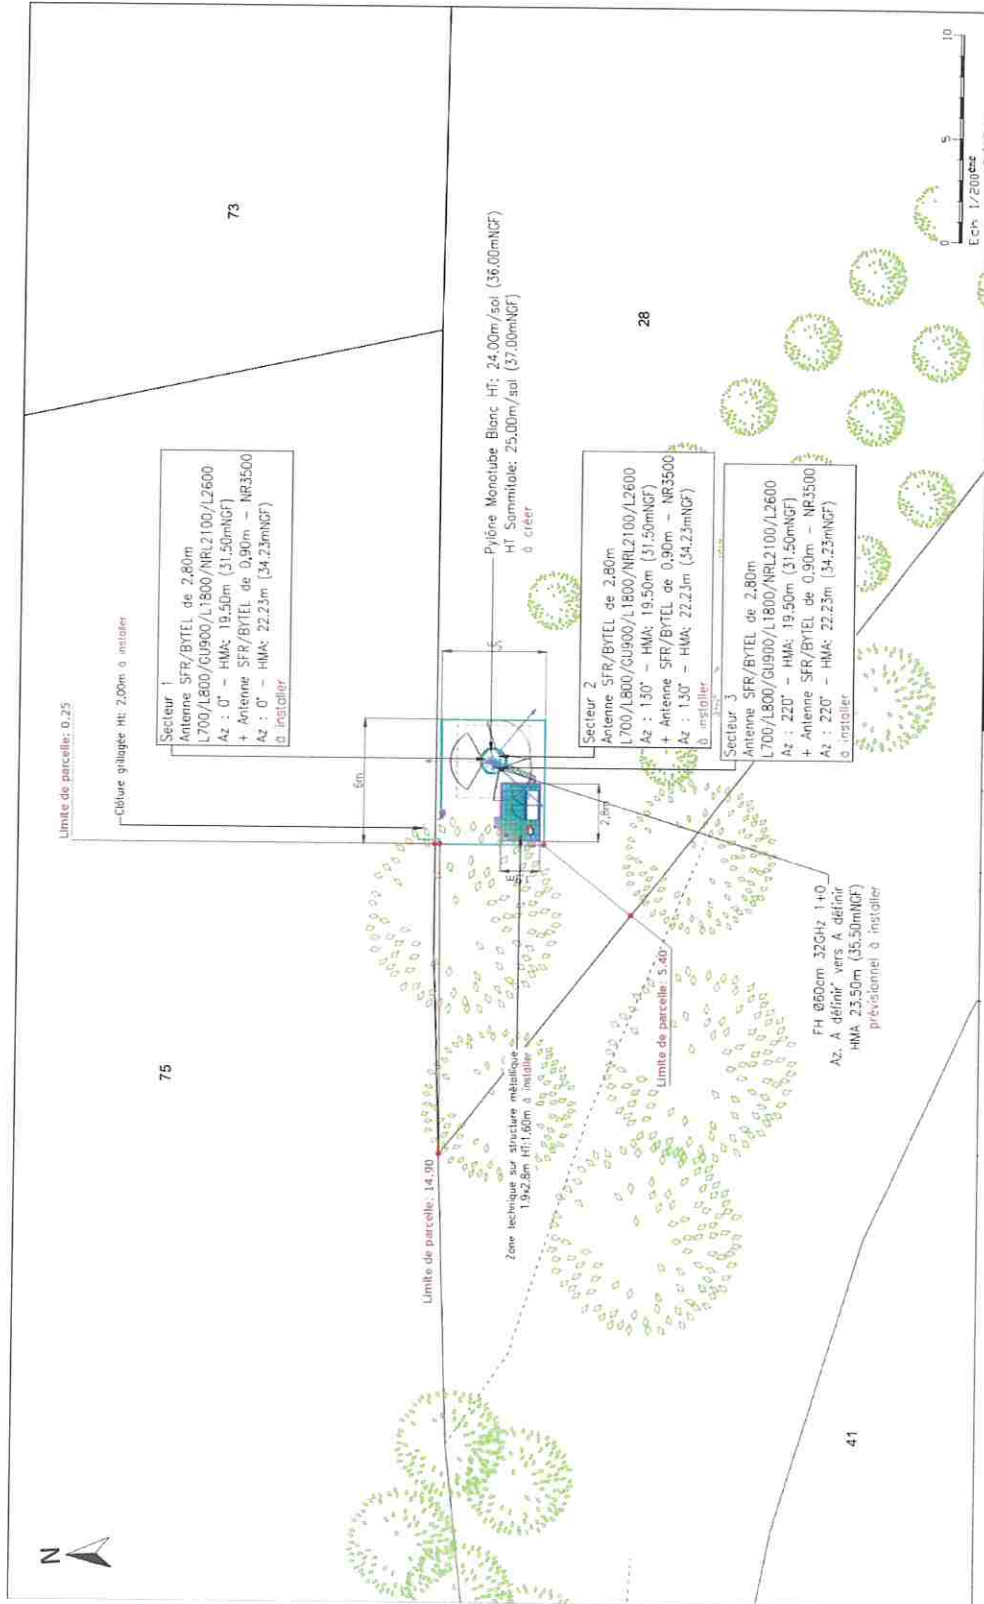 N
75
73
28
41
Limite de parcelle: 0.25
Clôture grillagée Ht: 2,00m à installer
6m
Secteur 1
Antenne SFR/BYTEL de 2,80m
L700/L800/GU900/L1800/NRL2100/L2600
Az : 0° - HMA: 19.50m (31.50mNGF)
+ Antenne SFR/BYTEL de 0,90m - NR3500
Az : 0° - HMA: 22.23m (34.23mNGF)
à installer
Pylône Monotube Blanc HT: 24.00m/sol (36.00mNGF)
HT Sommitale: 25.00m/sol (37.00mNGF)
à créer
Secteur 2
Antenne SFR/BYTEL de 2,80m
L700/L800/GU900/L1800/NRL2100/L2600
Az : 130° - HMA: 19.50m (31.50mNGF)
+ Antenne SFR/BYTEL de 0,90m - NR3500
Az : 130° - HMA: 22.23m (34.23mNGF)
à installer
Secteur 3
Antenne SFR/BYTEL de 2,80m
L700/L800/GU900/L1800/NRL2100/L2600
Az : 220° - HMA: 19.50m (31.50mNGF)
+ Antenne SFR/BYTEL de 0,90m - NR3500
Az : 220° - HMA: 22.23m (34.23mNGF)
à installer
2,8m
Limite de parcelle: 14.90
Zone technique sur structure métallique
1.9x2.8m HT:1.60m à installer
Limite de parcelle: 5.40
FH Ø60cm 32GHz 1+0
Az. A définir vers A définir
HMA 23.50m (35.50mNGF)
prévisionnel à installer
0 5 10
Ech 1/200ème